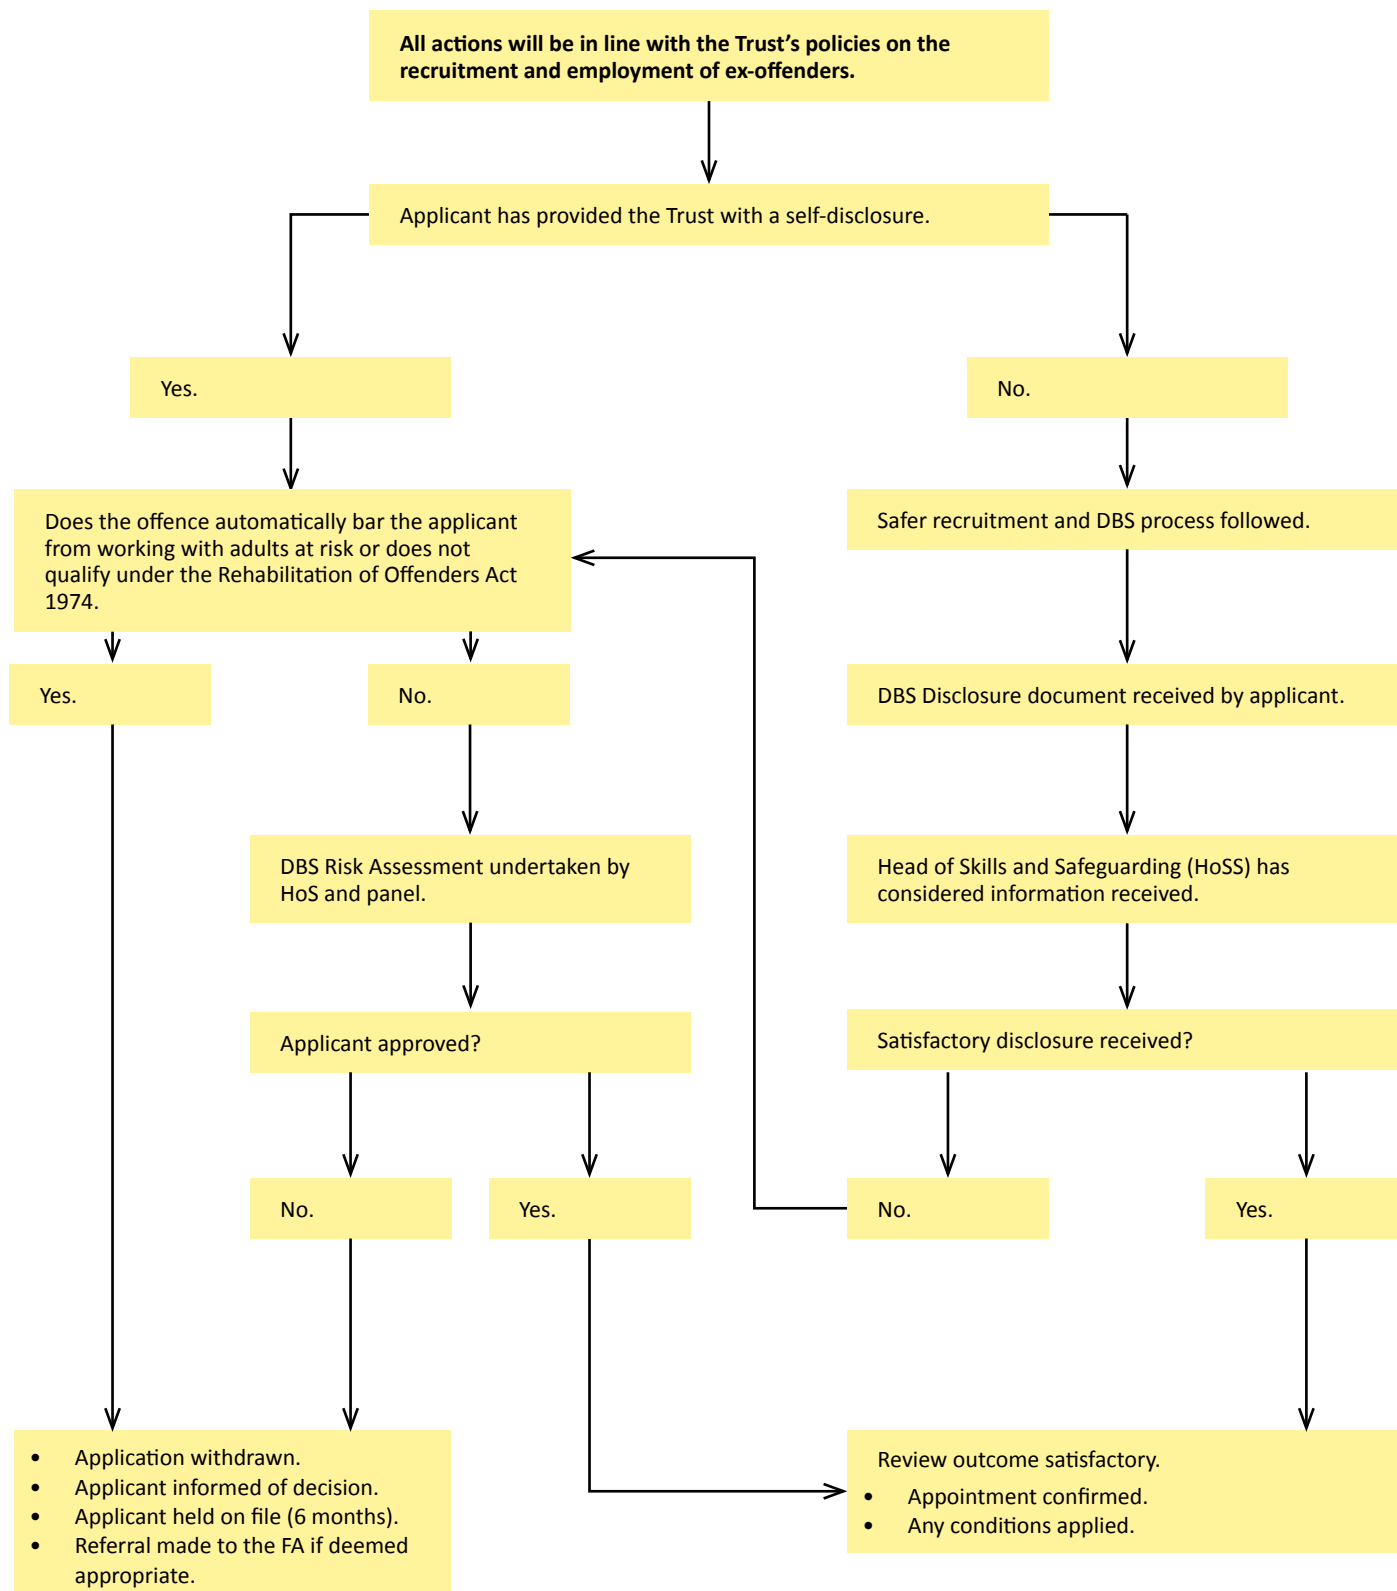 All actions will be in line with the Trust’s policies on the
recruitment and employment of ex-offenders.
Applicant has provided the Trust with a self-disclosure.
Yes.
No.
Does the offence automatically bar the applicant
from working with adults at risk or does not
qualify under the Rehabilitation of Offenders Act
1974.
Safer recruitment and DBS process followed.
Yes.
No.
DBS Disclosure document received by applicant.
DBS Risk Assessment undertaken by
HoS and panel.
Head of Skills and Safeguarding (HoSS) has
considered information received.
Applicant approved?
Satisfactory disclosure received?
No.
Yes.
No.
Yes.
• Application withdrawn.
• Applicant informed of decision.
• Applicant held on file (6 months).
• Referral made to the FA if deemed
appropriate.
Review outcome satisfactory.
• Appointment confirmed.
• Any conditions applied.